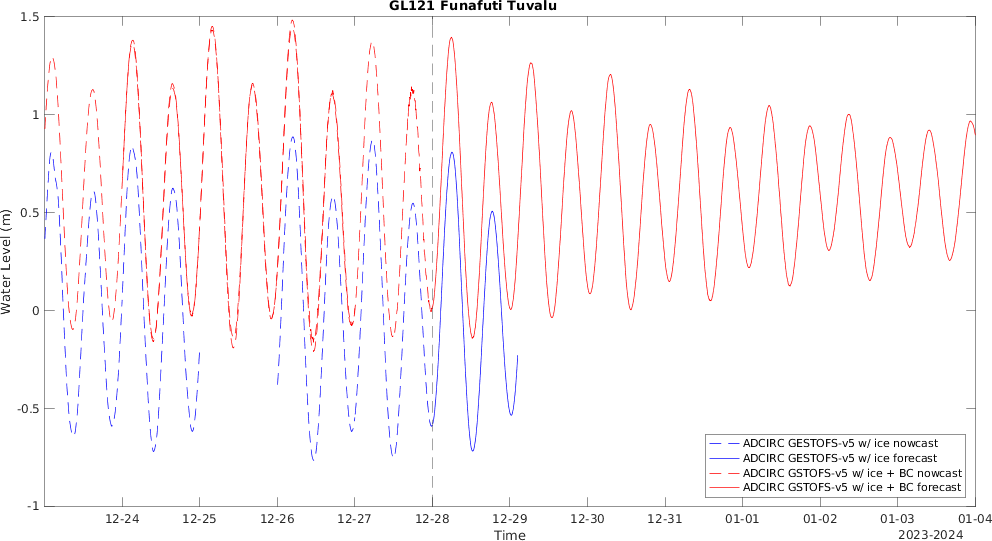 GL121 Funafuti Tuvalu
1.5
1
0.5
0
-0.5
-1
Water Level (m)
ADCIRC GESTOFS-v5 w/ ice nowcast
ADCIRC GESTOFS-v5 w/ ice forecast
ADCIRC GSTOFS-v5 w/ ice + BC nowcast
ADCIRC GSTOFS-v5 w/ ice + BC forecast
12-24 12-25 12-26 12-27 12-28 12-29 12-30 12-31 01-01 01-02 01-03 01-04
Time
2023-2024